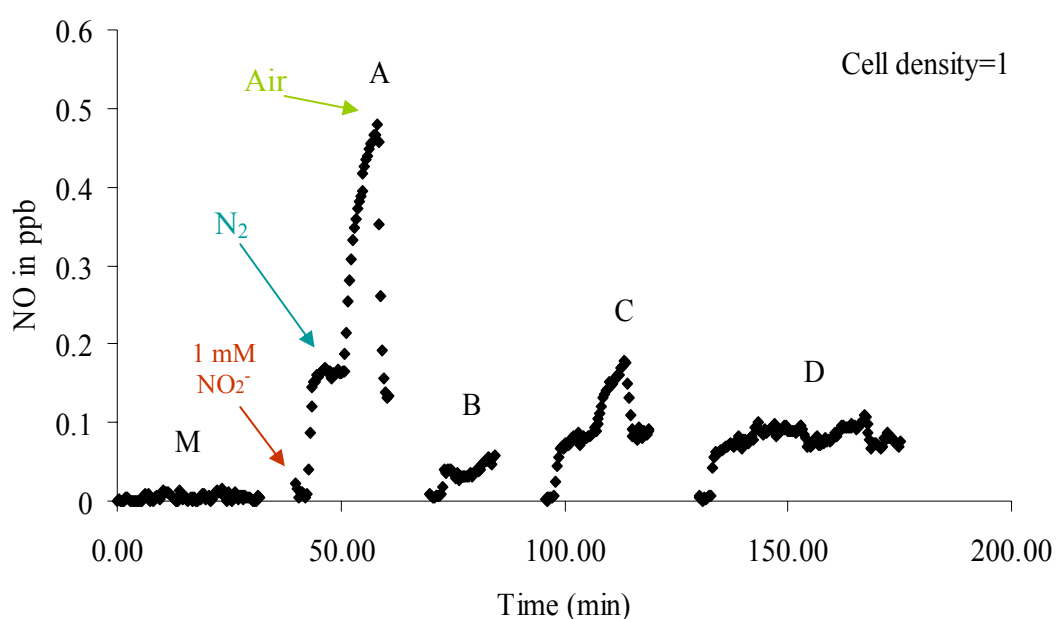 0.6
0.5
0.4
0.3
0.2
0.1
0
NO in ppb
Cell density=1
A
Air
N₂
1 mM
NO₂⁻
M
B
C
D
0.00
50.00
100.00
150.00
200.00
Time (min)